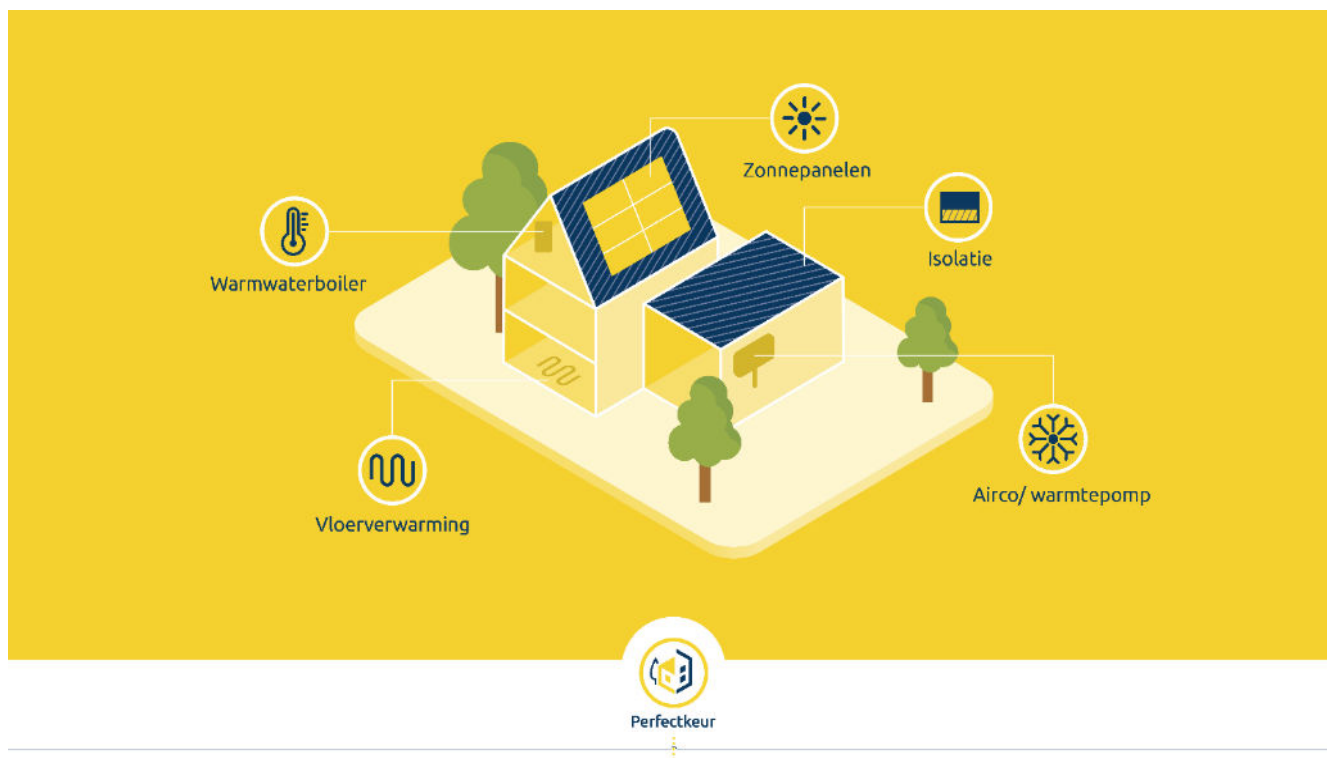 Zonnepanelen
Isolatie
Warmwaterboiler
Airco/ warmtepomp
Vloerverwarming
Perfectkeur